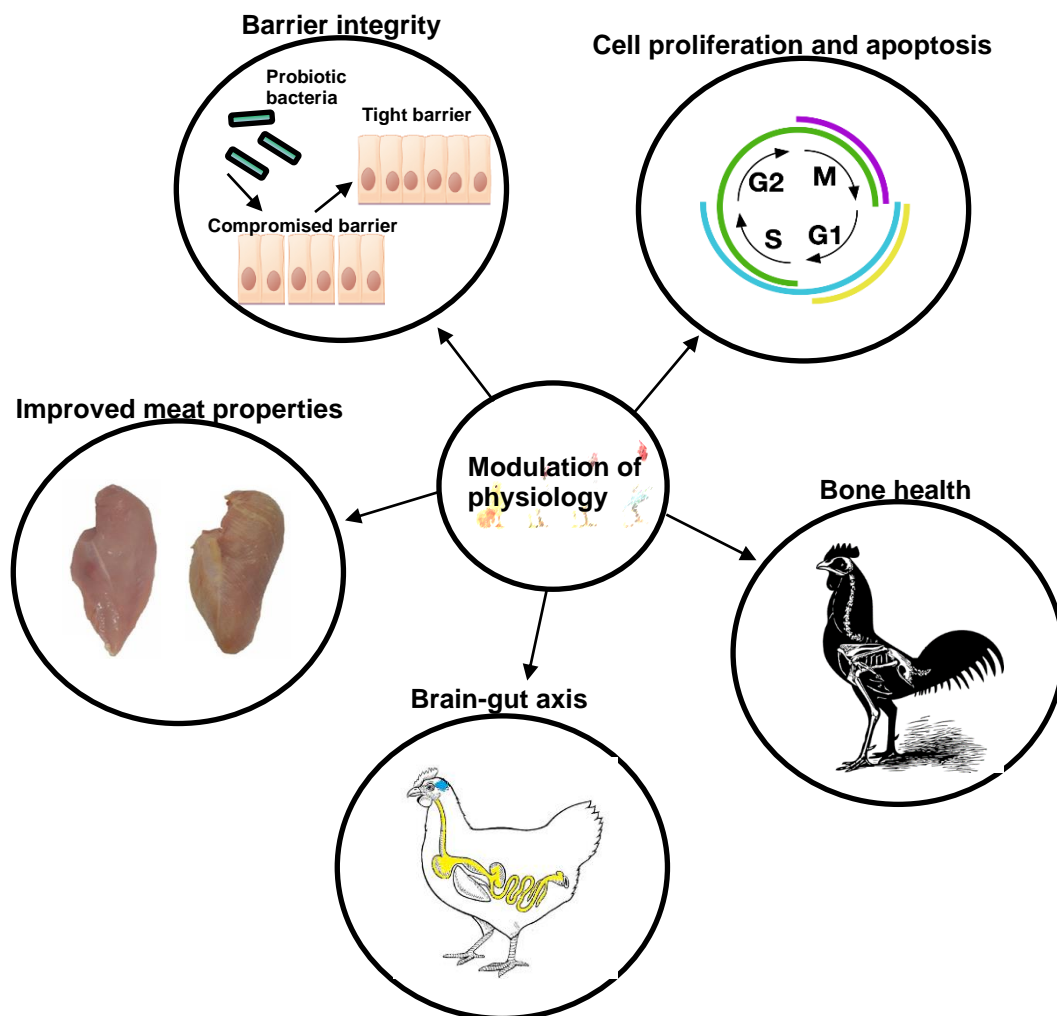 Barrier integrity
Probiotic
bacteria
Tight barrier
Compromised barrier
Cell proliferation and apoptosis
G2
M
S
G1
Improved meat properties
Modulation of
physiology
Bone health
Brain-gut axis